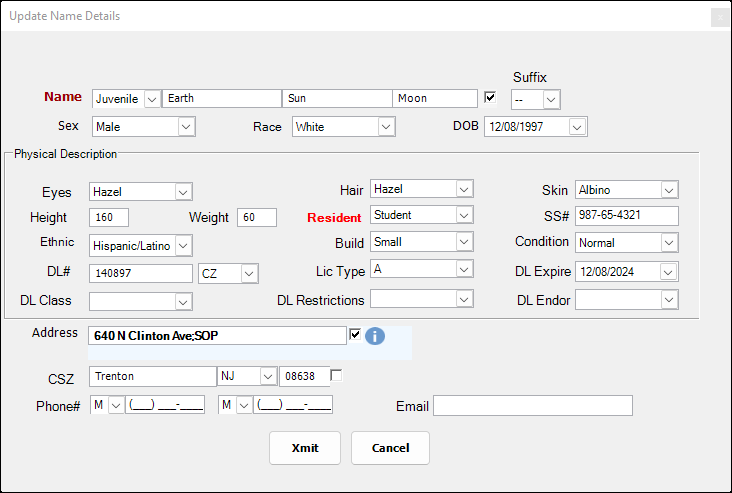 Update Name Details x
Suffix
Name Juvenile Earth Sun Moon --
Sex Male Race White DOB 12/08/1997
Physical Description
Eyes Hazel Hair Hazel Skin Albino
Height 160 Weight 60 Resident Student SS# 987-65-4321
Ethnic Hispanic/Latino Build Small Condition Normal
DL# 140897 CZ Lic Type A DL Expire 12/08/2024
DL Class DL Restrictions DL Endor
Address 640 N Clinton Ave;SOP i
CSZ Trenton NJ 08638
Phone# M (___) ___-____ M (___) ___-____ Email
Xmit Cancel